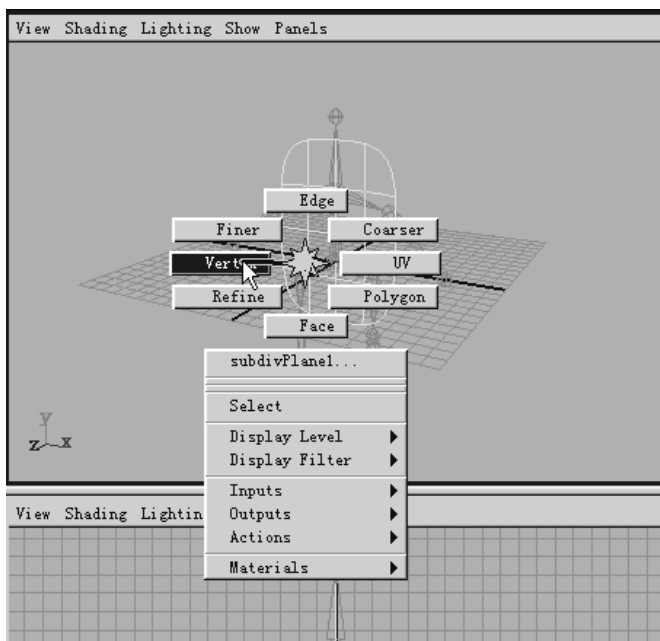 View Shading Lighting Show Panels
Edge
Finer Coarser
UV
Refine Polygon
Face
subdivPlane1...
Select
Display Level
Display Filter
Inputs
Outputs
Actions
Materials
y
z x
View Shading